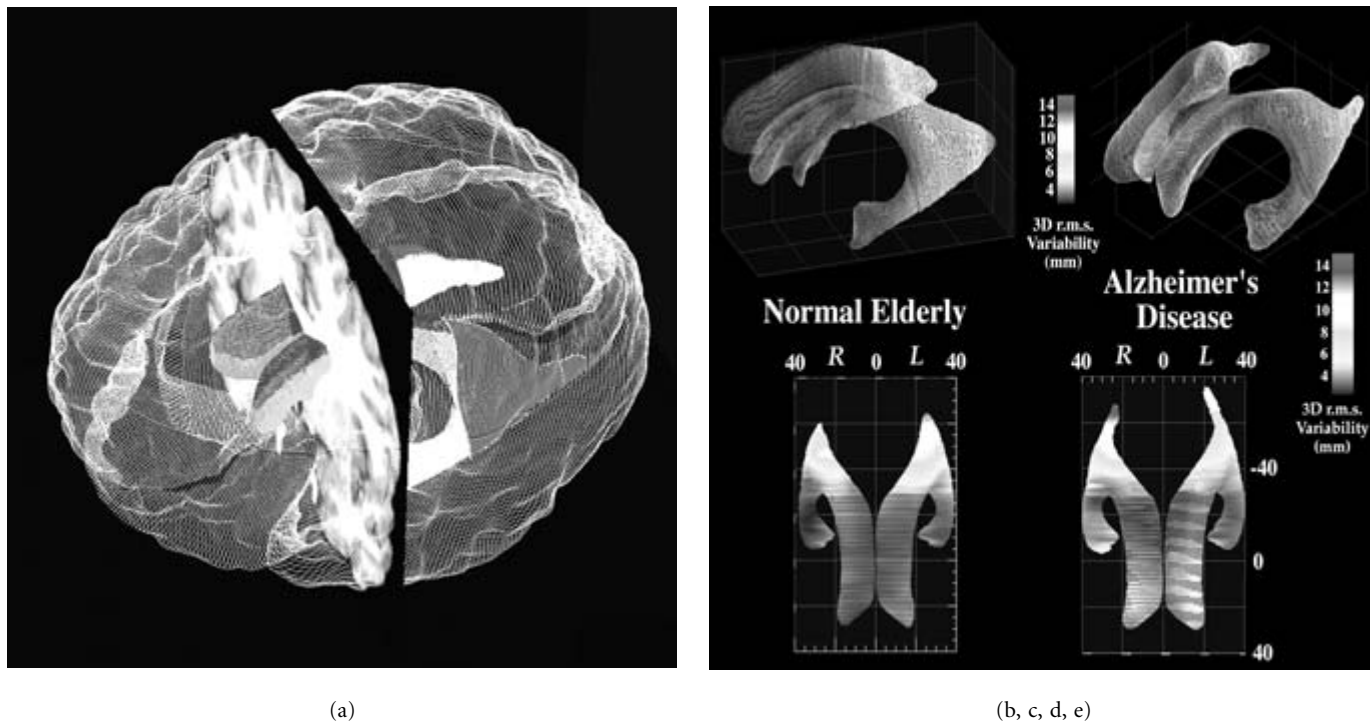 14
12
10
8
6
4
3D r.m.s.
Variability
(mm)
Normal Elderly
Alzheimer's
Disease
14
12
10
8
6
4
3D r.m.s.
Variability
(mm)
40 R 0 L 40
40 R 0 L 40
-40
0
40
(a)
(b, c, d, e)